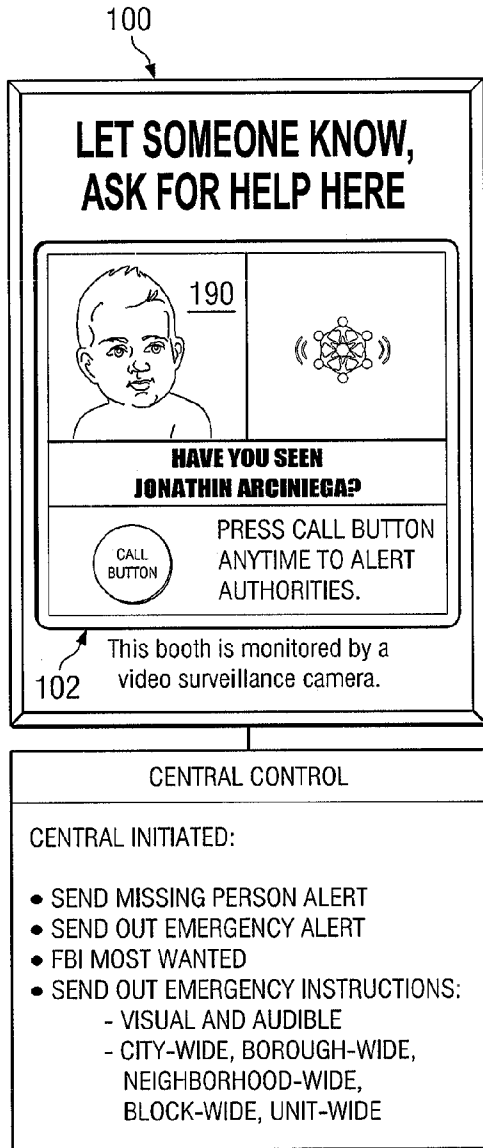 100
LET SOMEONE KNOW,
ASK FOR HELP HERE
190
HAVE YOU SEEN
JONATHIN ARCINIEGA?
CALL
BUTTON
PRESS CALL BUTTON
ANYTIME TO ALERT
AUTHORITIES.
102
This booth is monitored by a
video surveillance camera.
CENTRAL CONTROL
CENTRAL INITIATED:
• SEND MISSING PERSON ALERT
• SEND OUT EMERGENCY ALERT
• FBI MOST WANTED
• SEND OUT EMERGENCY INSTRUCTIONS:
- VISUAL AND AUDIBLE
- CITY-WIDE, BOROUGH-WIDE,
NEIGHBORHOOD-WIDE,
BLOCK-WIDE, UNIT-WIDE